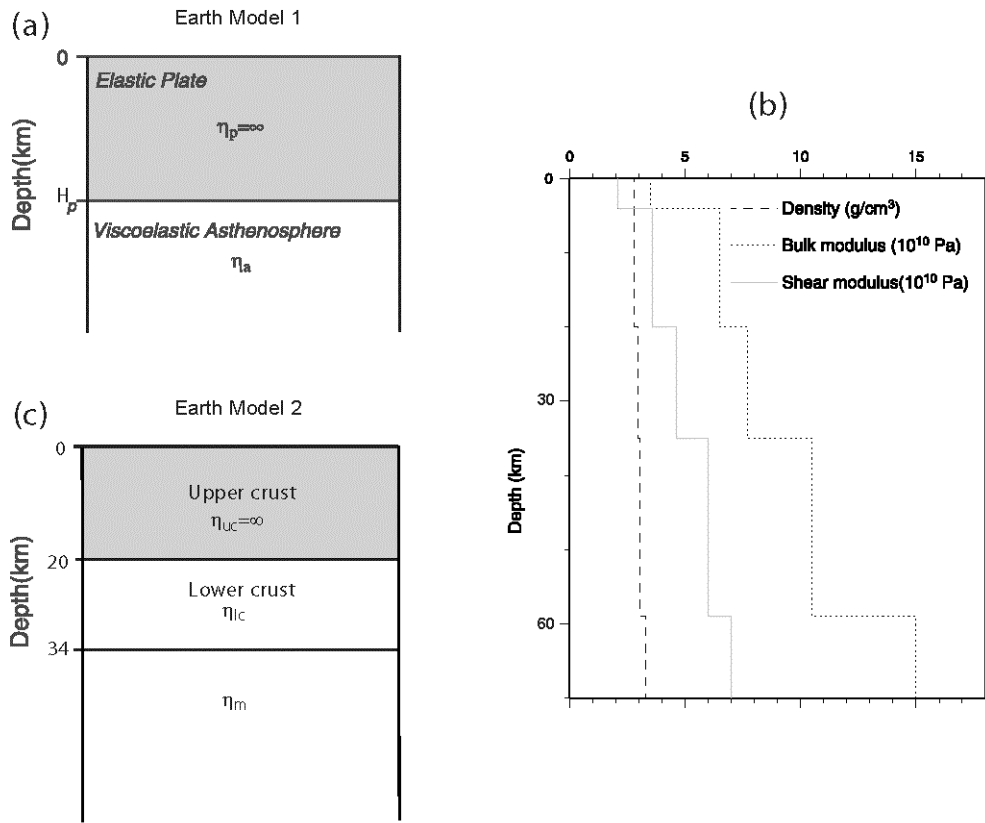 (a)
Earth Model 1
0
Elastic Plate
ηp=∞
Depth(km)
Hp
Viscoelastic Asthenosphere
ηa
(b)
0 5 10 15
0
Density (g/cm³)
Bulk modulus (10¹⁰ Pa)
Shear modulus(10¹⁰ Pa)
30
Depth (km)
60
(c)
Earth Model 2
0
Upper crust
ηuc=∞
Depth(km)
20
Lower crust
ηlc
34
ηm